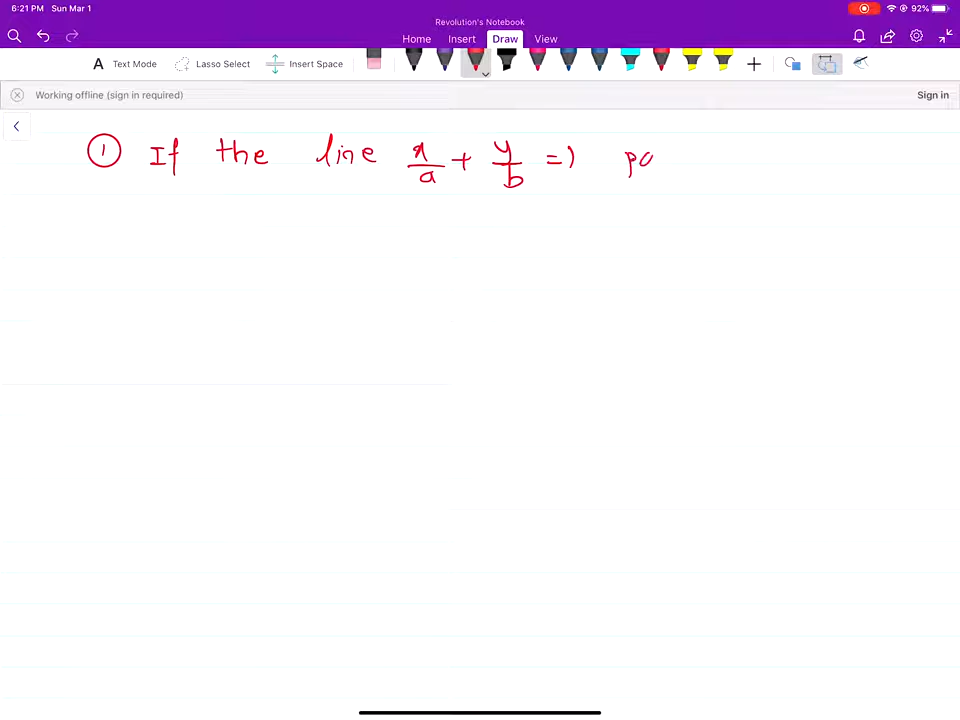 6:21 PM Sun Mar 1
92%
Revolution's Notebook
Home Insert Draw View
A Text Mode Lasso Select Insert Space
Working offline (sign in required) Sign in
① If the line x/a + y/b = 1 pa